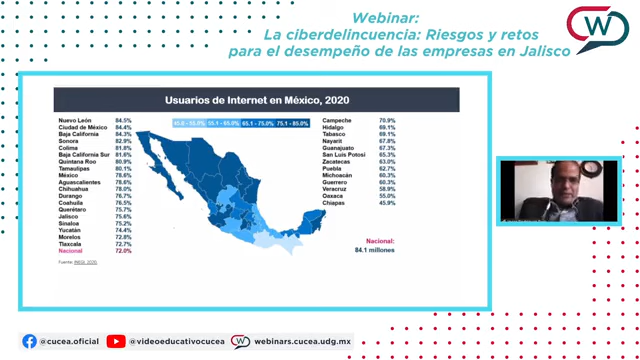 Webinar:
La ciberdelincuencia: Riesgos y retos
para el desempeño de las empresas en Jalisco
W
Usuarios de Internet en México, 2020
45.0 - 55.0% 55.1 - 65.0% 65.1 - 75.0% 75.1 - 85.0%
Nuevo León 84.5%
Ciudad de México 84.4%
Baja California 84.3%
Sonora 82.9%
Colima 81.8%
Baja California Sur 81.6%
Quintana Roo 80.9%
Tamaulipas 80.1%
México 78.6%
Aguascalientes 78.6%
Chihuahua 78.0%
Durango 76.7%
Coahuila 76.5%
Querétaro 75.7%
Jalisco 75.6%
Sinaloa 75.2%
Yucatán 74.4%
Morelos 72.8%
Tlaxcala 72.7%
Nacional 72.0%
Fuente: INEGI, 2020.
Campeche 70.9%
Hidalgo 69.1%
Tabasco 69.1%
Nayarit 67.8%
Guanajuato 67.3%
San Luis Potosí 65.3%
Zacatecas 63.0%
Puebla 62.7%
Michoacán 60.3%
Guerrero 60.3%
Veracruz 58.9%
Oaxaca 55.0%
Chiapas 45.9%
Nacional:
84.1 millones
@cucea.oficial @videoeducativocucea W webinars.cucea.udg.mx